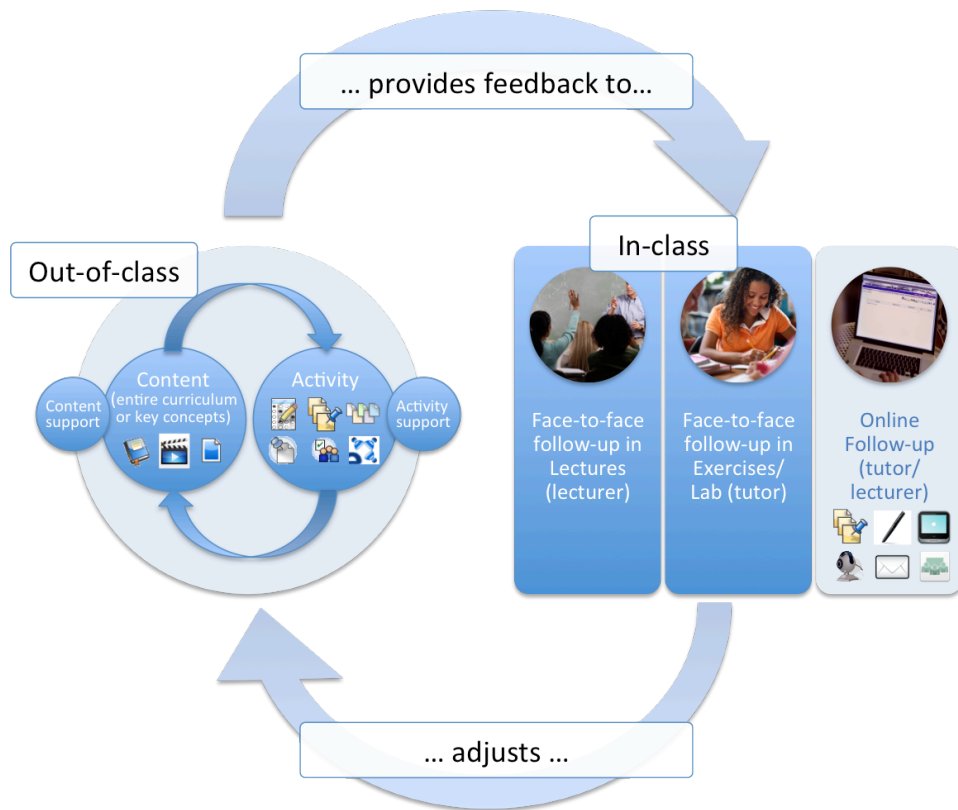 … provides feedback to…
Out-of-class
In-class
Content
support
Content
(entire curriculum
or key concepts)
Activity
Activity
support
Face-to-face
follow-up in
Lectures
(lecturer)
Face-to-face
follow-up in
Exercises/
Lab (tutor)
Online
Follow-up
(tutor/
lecturer)
… adjusts …